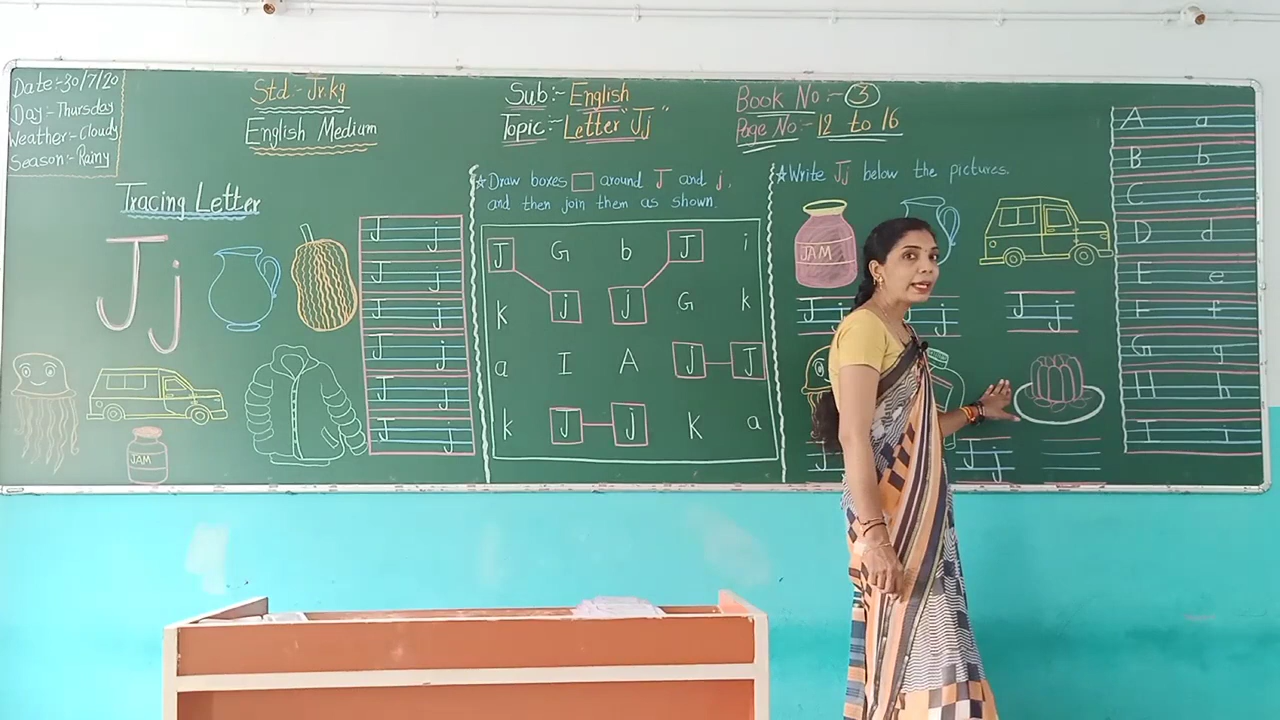 Date:-30/7/20
Day:-Thursday
Weather:-cloudy
Season:-Rainy
Std:-Jr.kg
English Medium
Sub:-English
Topic:-Letter "Jj"
Book No:-3
Page No:-12 to 16
Tracing Letter
J j
JAM
J j
J j
J j
J j
J j
J j
☆Draw boxes □ around J and j,
and then join them as shown.
J G b J i
k j j G k
a I A J J
k J j K a
☆Write Jj below the pictures.
JAM
J j
j
J j
J j
A a
B b
C c
D d
E e
F f
G g
H h
I i